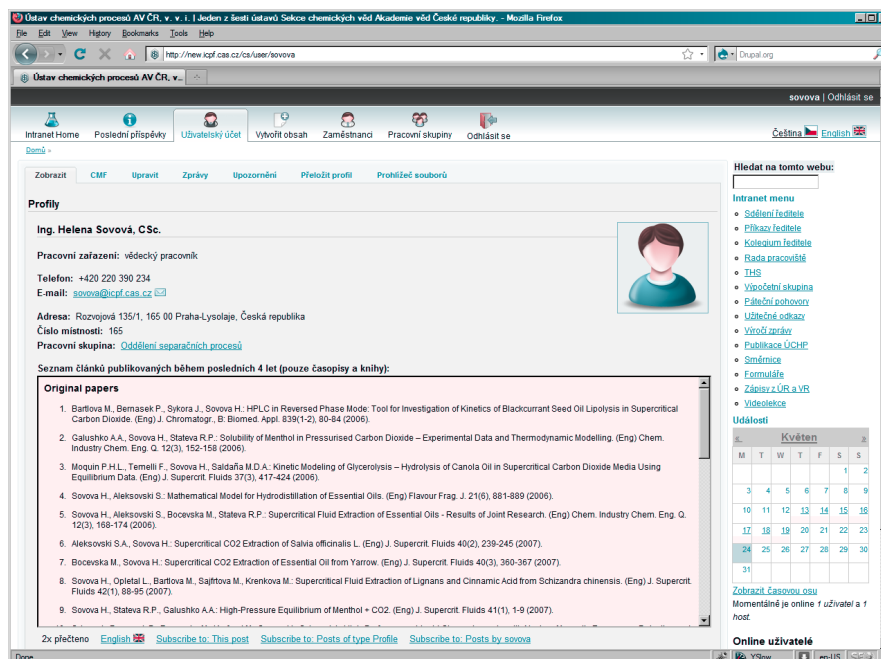 Ústav chemických procesů AV ČR, v. v. i. | Jeden z šesti ústavů Sekce chemických věd Akademie věd České republiky. - Mozilla Firefox
File Edit View History Bookmarks Tools Help
http://new.icpf.cas.cz/cs/user/sovova
Drupal.org
Ústav chemických procesů AV ČR, v...
sovova | Odhlásit se
Intranet Home Poslední příspěvky Uživatelský účet Vytvořit obsah Zaměstnanci Pracovní skupiny Odhlásit se
Čeština English
Domů »
Zobrazit CMF Upravit Zprávy Upozornění Přeložit profil Prohlížeč souborů
Profily
Ing. Helena Sovová, CSc.
Pracovní zařazení: vědecký pracovník
Telefon: +420 220 390 234
E-mail: sovova@icpf.cas.cz
Adresa: Rozvojová 135/1, 165 00 Praha-Lysolaje, Česká republika
Číslo místnosti: 165
Pracovní skupina: Oddělení separačních procesů
Seznam článků publikovaných během posledních 4 let (pouze časopisy a knihy):
Original papers
1. Bartlova M., Bernasek P., Sykora J., Sovova H.: HPLC in Reversed Phase Mode: Tool for Investigation of Kinetics of Blackcurrant Seed Oil Lipolysis in Supercritical
Carbon Dioxide. (Eng) J. Chromatogr., B: Biomed. Appl. 839(1-2), 80-84 (2006).
2. Galushko A.A., Sovova H., Stateva R.P.: Solubility of Menthol in Pressurised Carbon Dioxide – Experimental Data and Thermodynamic Modelling. (Eng) Chem.
Industry Chem. Eng. Q. 12(3), 152-158 (2006).
3. Moquin P.H.L., Temelli F., Sovova H., Saldaña M.D.A.: Kinetic Modeling of Glycerolysis – Hydrolysis of Canola Oil in Supercritical Carbon Dioxide Media Using
Equilibrium Data. (Eng) J. Supercrit. Fluids 37(3), 417-424 (2006).
4. Sovova H., Aleksovski S.: Mathematical Model for Hydrodistillation of Essential Oils. (Eng) Flavour Frag. J. 21(6), 881-889 (2006).
5. Sovova H., Aleksovski S., Bocevska M., Stateva R.P.: Supercritical Fluid Extraction of Essential Oils - Results of Joint Research. (Eng) Chem. Industry Chem. Eng. Q.
12(3), 168-174 (2006).
6. Aleksovski S.A., Sovova H.: Supercritical CO2 Extraction of Salvia officinalis L. (Eng) J. Supercrit. Fluids 40(2), 239-245 (2007).
7. Bocevska M., Sovova H.: Supercritical CO2 Extraction of Essential Oil from Yarrow. (Eng) J. Supercrit. Fluids 40(3), 360-367 (2007).
8. Sovova H., Opletal L., Bartlova M., Sajfrtova M., Krenkova M.: Supercritical Fluid Extraction of Lignans and Cinnamic Acid from Schizandra chinensis. (Eng) J. Supercrit.
Fluids 42(1), 88-95 (2007).
9. Sovova H., Stateva R.P., Galushko A.A.: High-Pressure Equilibrium of Menthol + CO2. (Eng) J. Supercrit. Fluids 41(1), 1-9 (2007).
2x přečteno English Subscribe to: This post Subscribe to: Posts of type Profile Subscribe to: Posts by sovova
Hledat na tomto webu:
Intranet menu
Sdělení ředitele
Příkazy ředitele
Kolegium ředitele
Rada pracoviště
THS
Výpočetní skupina
Páteční pohovory
Užitečné odkazy
Výročí zprávy
Publikace ÚCHP
Směrnice
Formuláře
Zápisy z ÚR a VR
Videolekce
Události
« Květen »
M T W T F S S
1 2
3 4 5 6 7 8 9
10 11 12 13 14 15 16
17 18 19 20 21 22 23
24 25 26 27 28 29 30
31
Zobrazit časovou osu
Momentálně je online 1 uživatel a 1
host.
Online uživatelé
Done YSlow en-US